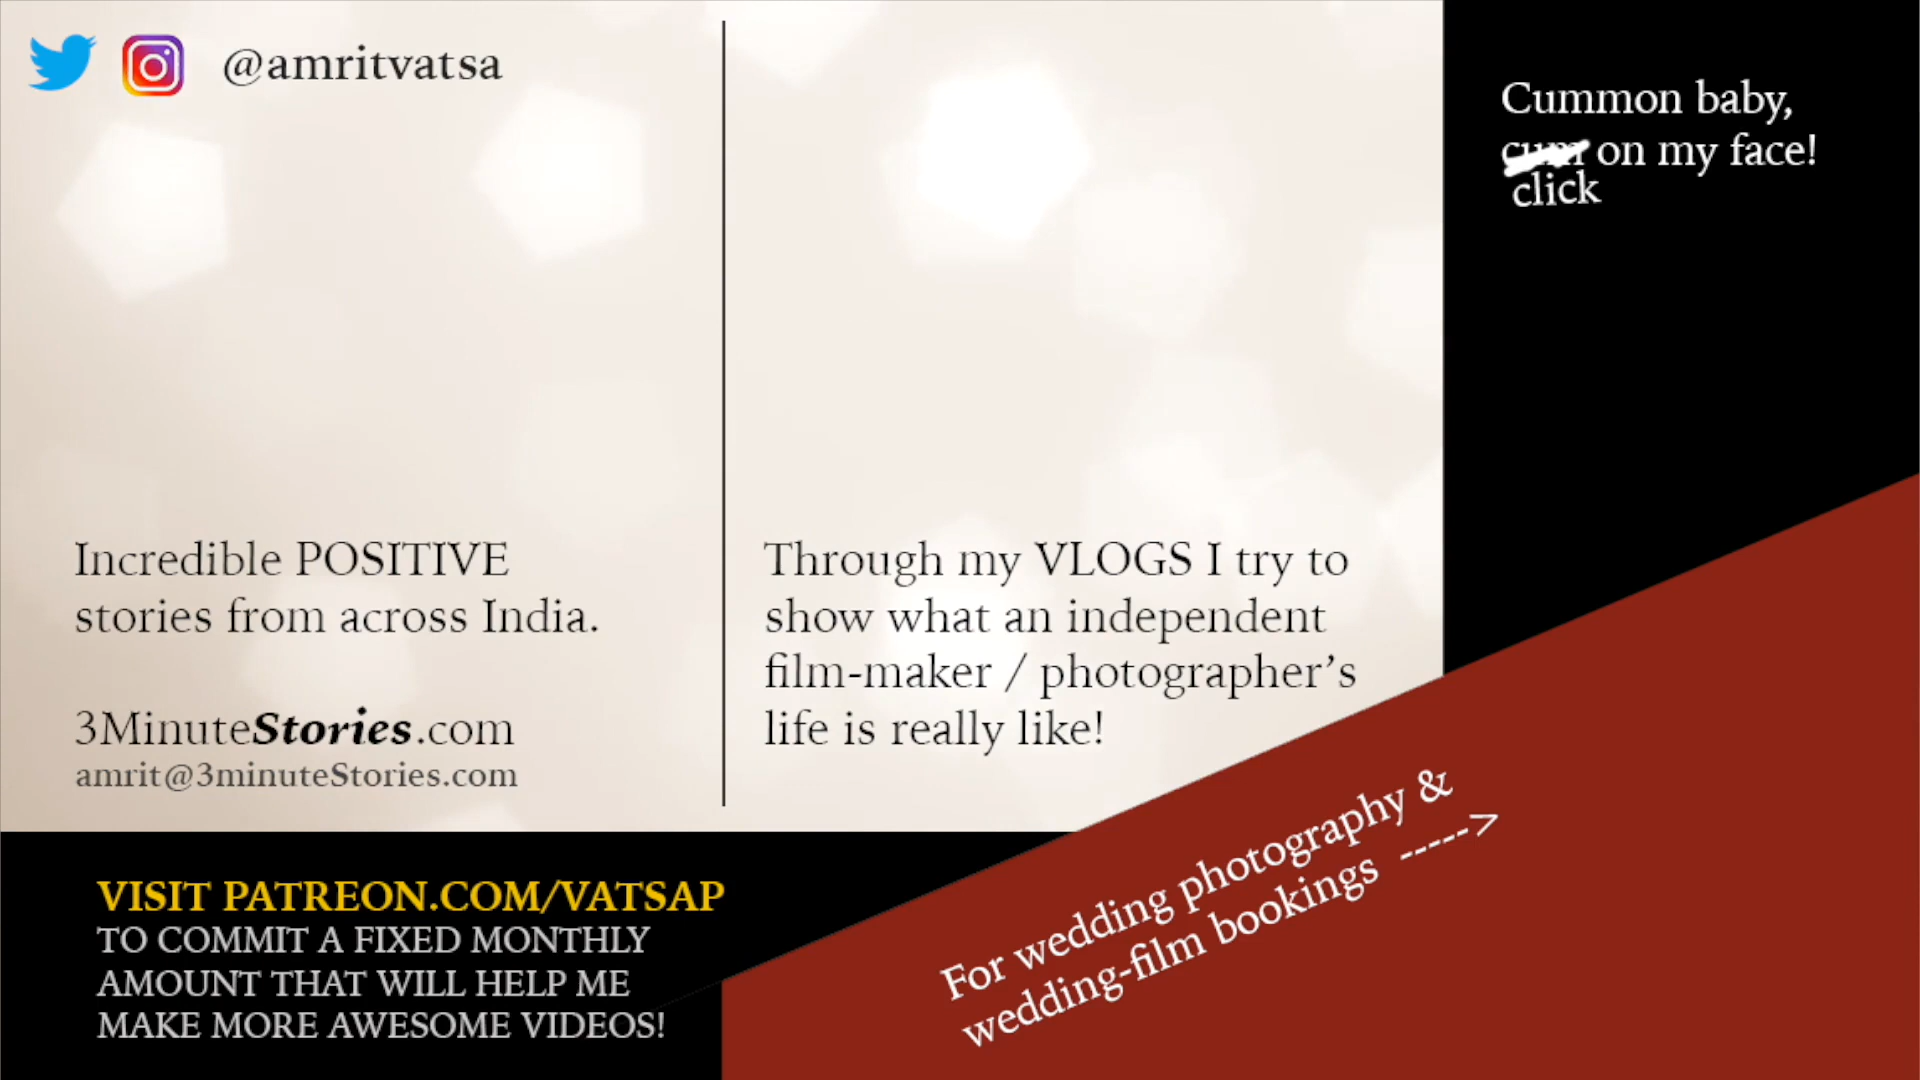 @amritvatsa
Incredible POSITIVE
stories from across India.
3MinuteStories.com
amrit@3minuteStories.com
Through my VLOGS I try to
show what an independent
film-maker / photographer’s
life is really like!
Cummon baby,
cum on my face!
click
VISIT PATREON.COM/VATSAP
TO COMMIT A FIXED MONTHLY
AMOUNT THAT WILL HELP ME
MAKE MORE AWESOME VIDEOS!
For wedding photography &
wedding-film bookings ----->